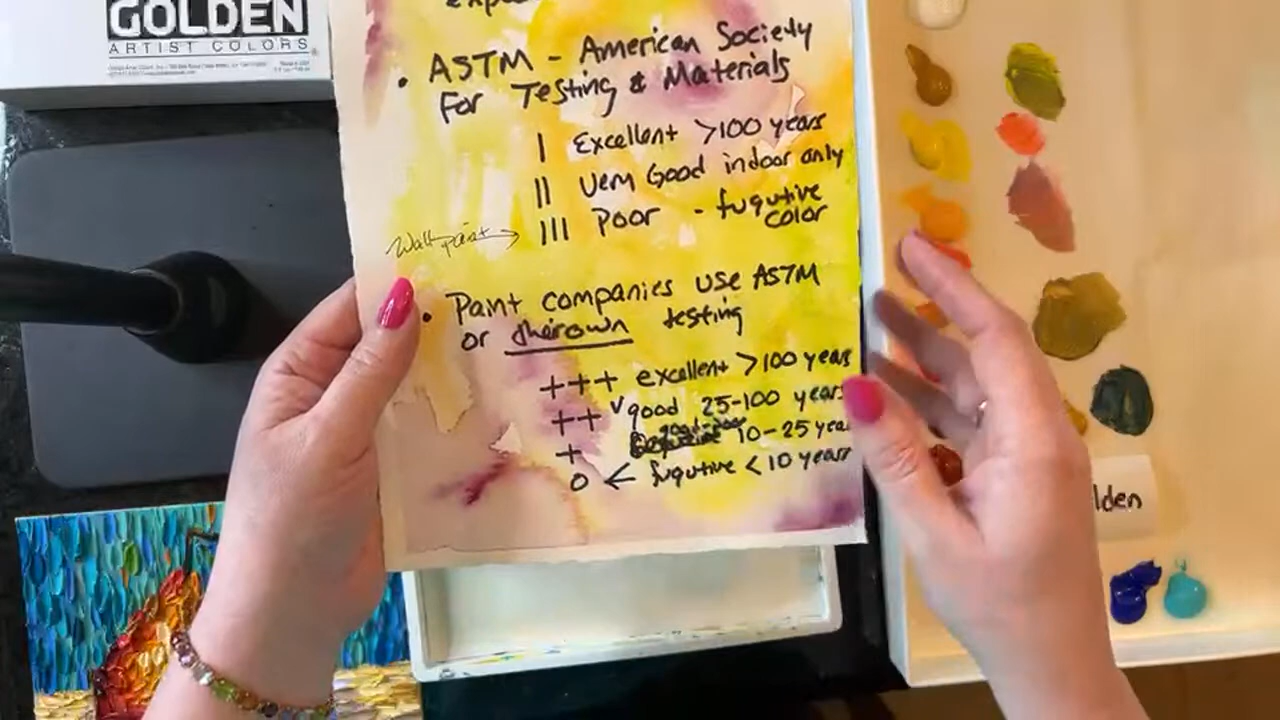 GOLDEN
ARTIST COLORS
• ASTM - American Society
For Testing & Materials
I Excellent >100 years
II Very Good indoor only
III Poor - fugutive
color
Wall paint →
• Paint companies use ASTM
or their own testing
+++ excellent >100 years
++ v good 25-100 years
+ 10-25 yea
0 ← fugutive <10 years
lden